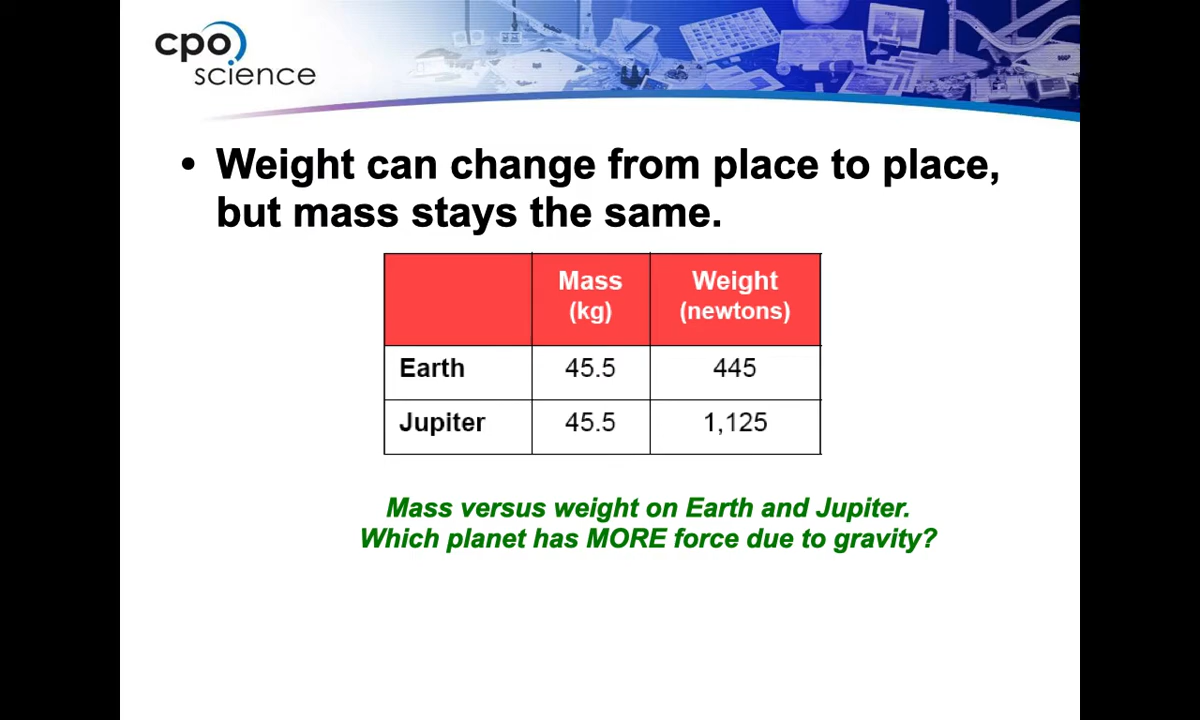 cpo
science
• Weight can change from place to place,
but mass stays the same.
Mass Weight
(kg) (newtons)
Earth 45.5 445
Jupiter 45.5 1,125
Mass versus weight on Earth and Jupiter.
Which planet has MORE force due to gravity?